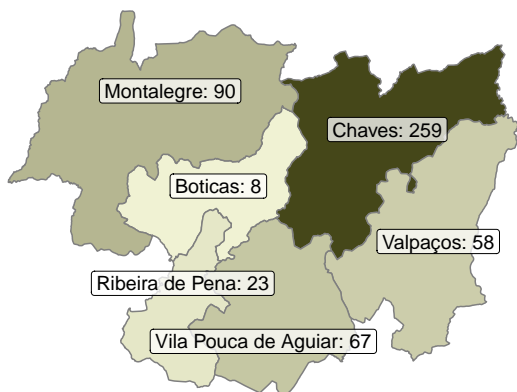 Montalegre: 90
Chaves: 259
Boticas: 8
Valpaços: 58
Ribeira de Pena: 23
Vila Pouca de Aguiar: 67